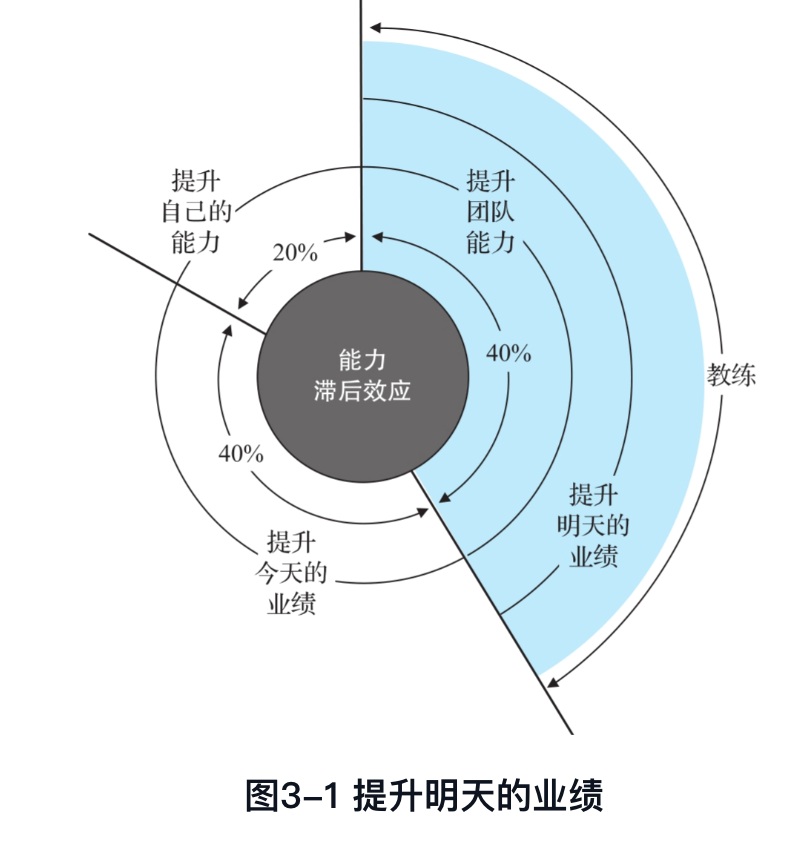 提升
自己的
能力
20%
提升
团队
能力
40%
能力
滞后效应
教练
40%
提升
明天的
业绩
提升
今天的
业绩
图3-1 提升明天的业绩